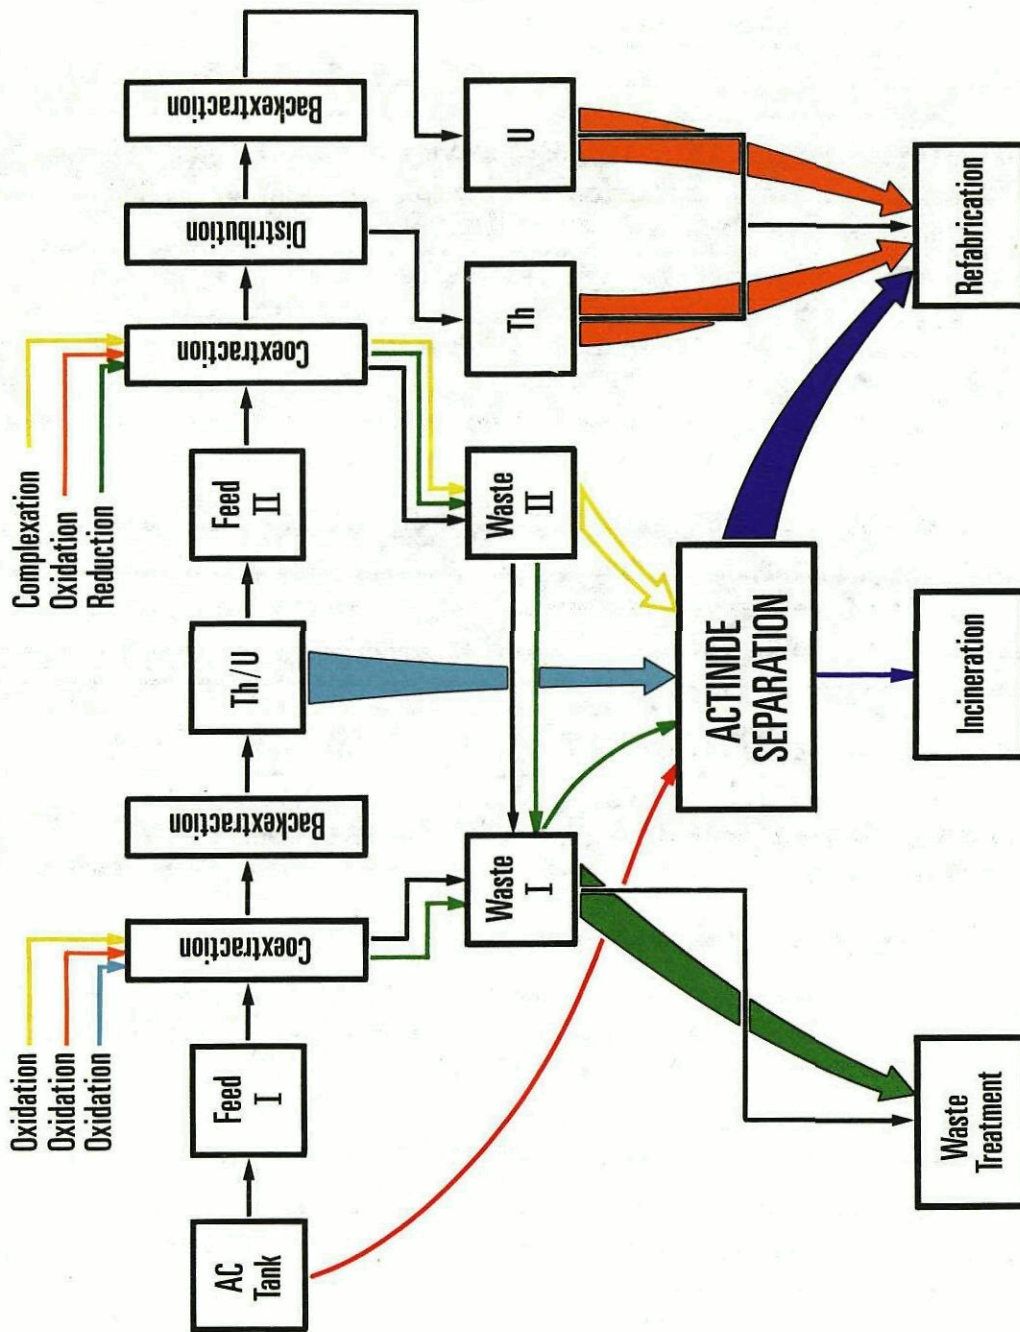 Oxidation
Oxidation
Oxidation
Complexation
Oxidation
Reduction
AC
Tank
Feed
I
Coextraction
Backextraction
Th/U
Feed
II
Coextraction
Distribution
Backextraction
Waste
I
Waste
II
Th
U
ACTINIDE
SEPARATION
Waste
Treatment
Incineration
Refabrication